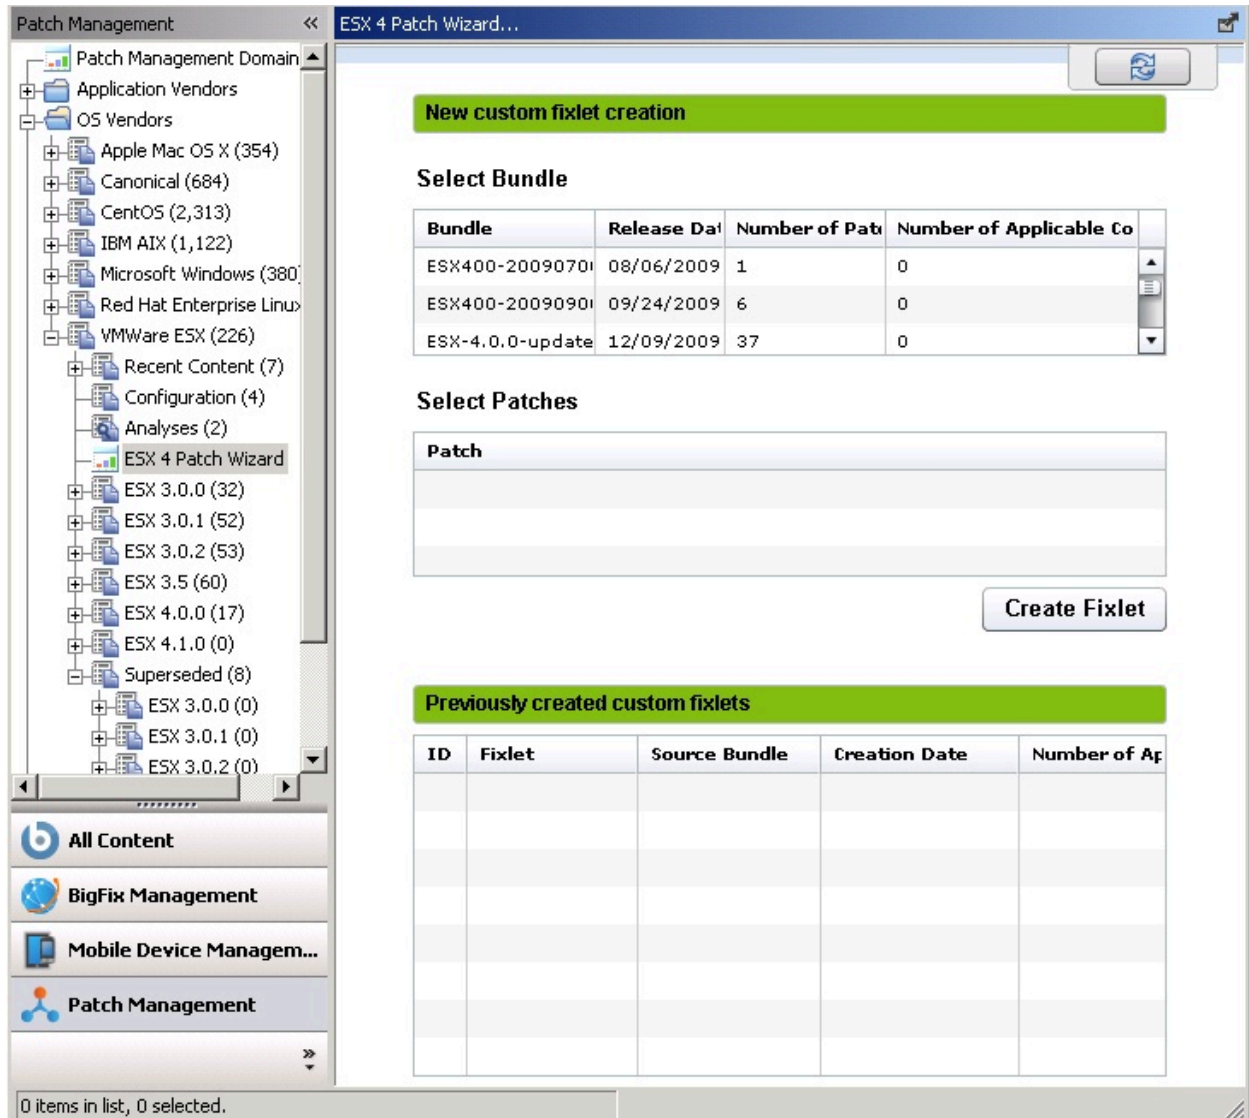 Patch Management
Patch Management Domain
Application Vendors
OS Vendors
Apple Mac OS X (354)
Canonical (684)
CentOS (2,313)
IBM AIX (1,122)
Microsoft Windows (380)
Red Hat Enterprise Linux
VMWare ESX (226)
Recent Content (7)
Configuration (4)
Analyses (2)
ESX 4 Patch Wizard
ESX 3.0.0 (32)
ESX 3.0.1 (52)
ESX 3.0.2 (53)
ESX 3.5 (60)
ESX 4.0.0 (17)
ESX 4.1.0 (0)
Superseded (8)
ESX 3.0.0 (0)
ESX 3.0.1 (0)
ESX 3.0.2 (0)
All Content
BigFix Management
Mobile Device Managem...
Patch Management
ESX 4 Patch Wizard...
New custom fixlet creation
Select Bundle
Bundle Release Dat Number of Pat Number of Applicable Co
ESX400-2009070 08/06/2009 1 0
ESX400-2009090 09/24/2009 6 0
ESX-4.0.0-update 12/09/2009 37 0
Select Patches
Patch
Create Fixlet
Previously created custom fixlets
ID Fixlet Source Bundle Creation Date Number of Ap
0 items in list, 0 selected.